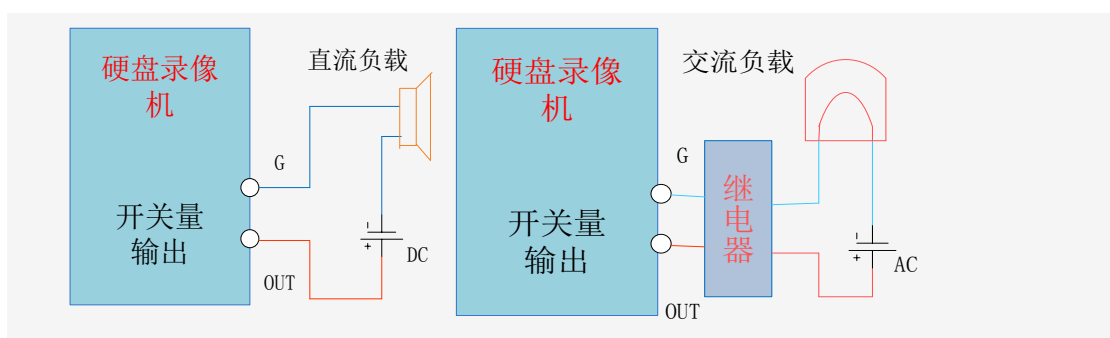 直流负载
硬盘录像
机
G
开关量
输出
DC
OUT
-
+
交流负载
硬盘录像
机
G
继
电
器
开关量
输出
AC
OUT
-
+